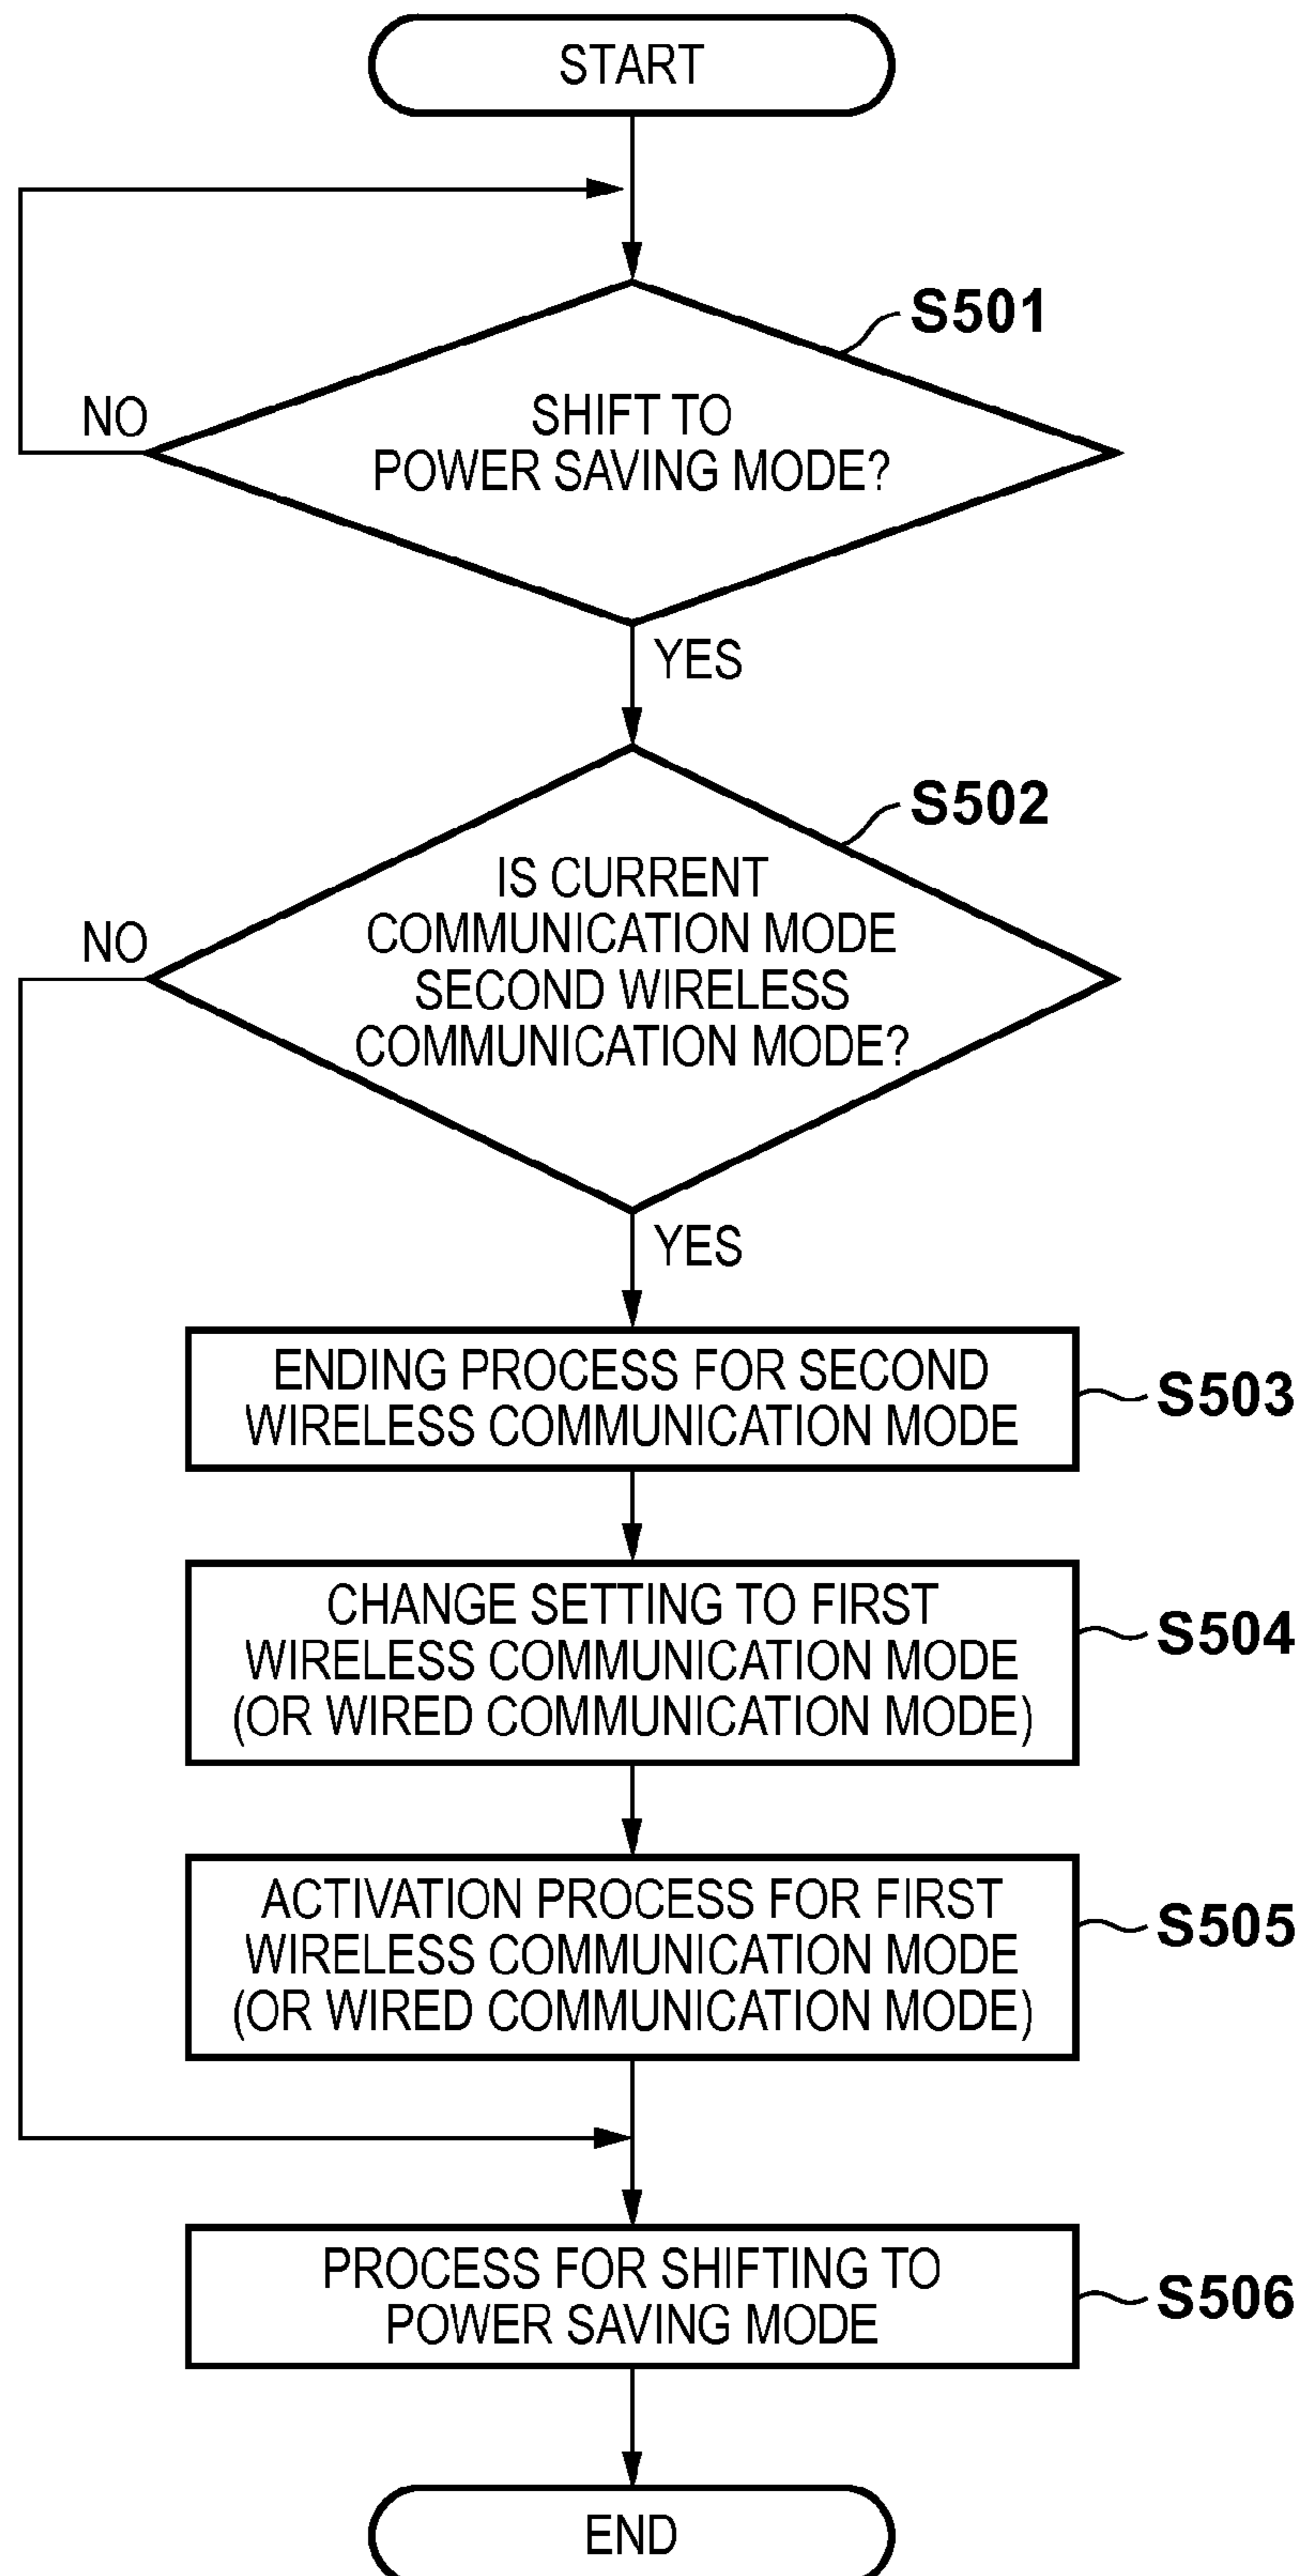 START
S501
NO
SHIFT TO
POWER SAVING MODE?
YES
S502
NO
IS CURRENT
COMMUNICATION MODE
SECOND WIRELESS
COMMUNICATION MODE?
YES
ENDING PROCESS FOR SECOND
WIRELESS COMMUNICATION MODE
S503
CHANGE SETTING TO FIRST
WIRELESS COMMUNICATION MODE
(OR WIRED COMMUNICATION MODE)
S504
ACTIVATION PROCESS FOR FIRST
WIRELESS COMMUNICATION MODE
(OR WIRED COMMUNICATION MODE)
S505
PROCESS FOR SHIFTING TO
POWER SAVING MODE
S506
END